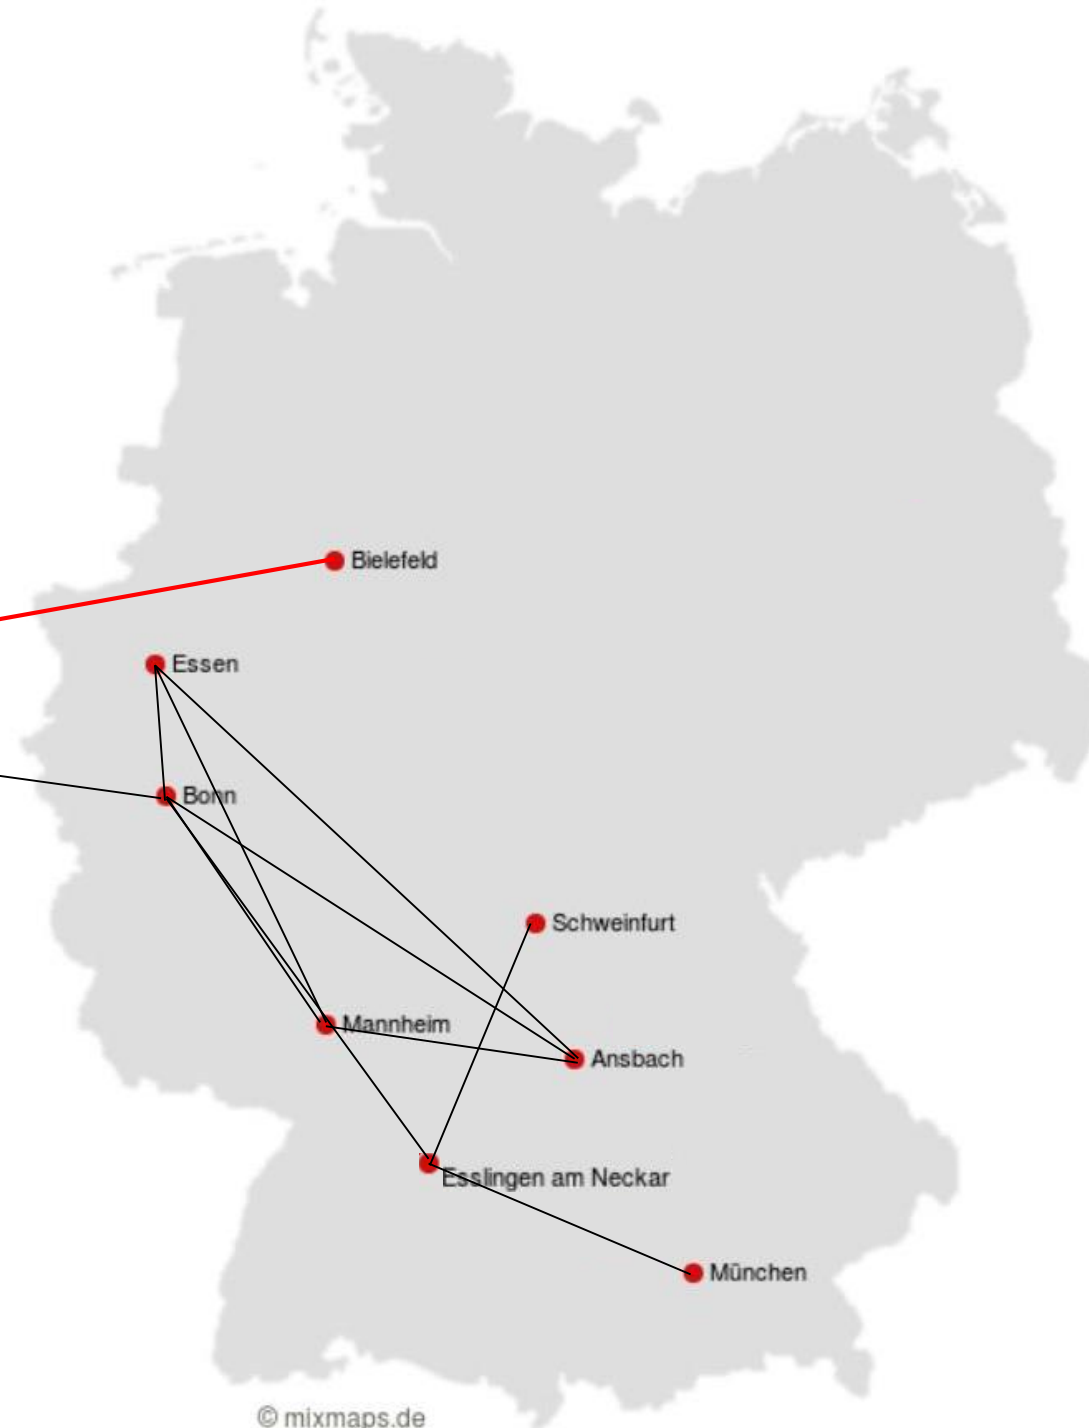 Bielefeld
Essen
Bonn
Schweinfurt
Mannheim
Ansbach
Esslingen am Neckar
München
© mixmaps.de